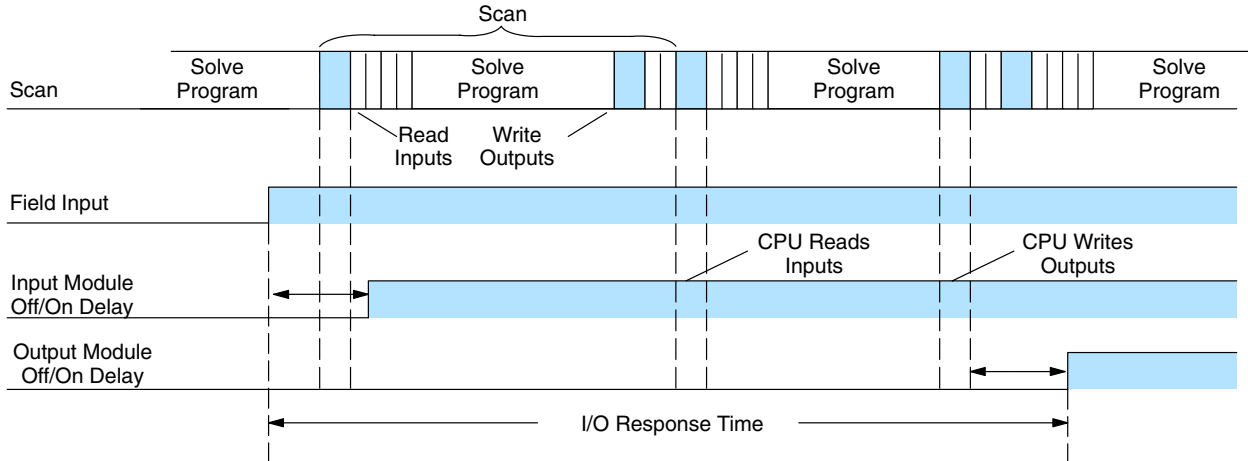 Scan
Solve
Program
Solve
Program
Solve
Program
Solve
Program
Scan
Read
Inputs
Write
Outputs
Field Input
CPU Reads
Inputs
CPU Writes
Outputs
Input Module
Off/On Delay
Output Module
Off/On Delay
I/O Response Time